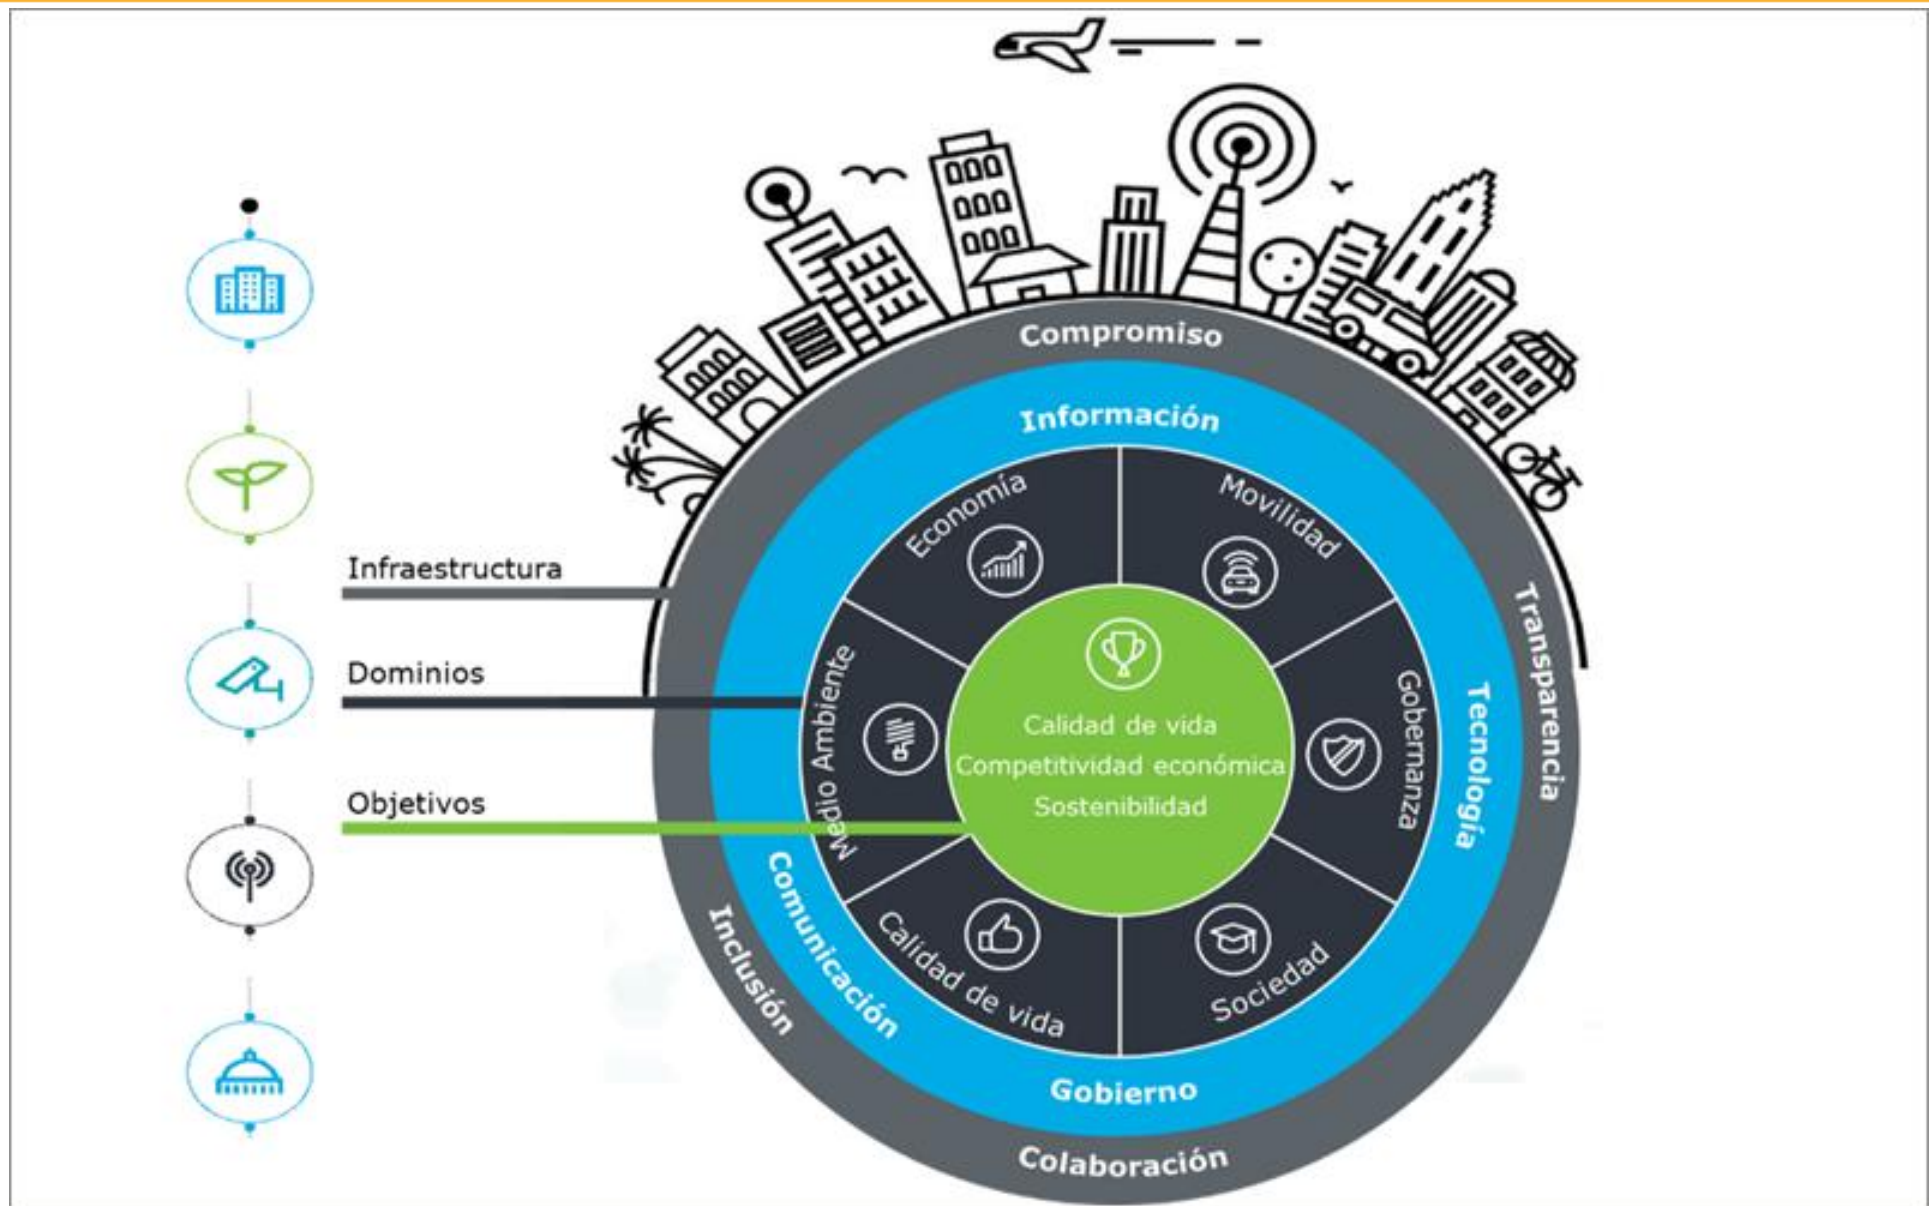 Compromiso
Información
Economía
Movilidad
Infraestructura
Dominios
Objetivos
Medio Ambiente
Calidad de vida
Competitividad económica
Sostenibilidad
Gobernanza
Tecnología
Transparencia
Comunicación
Inclusión
Calidad de vida
Sociedad
Gobierno
Colaboración